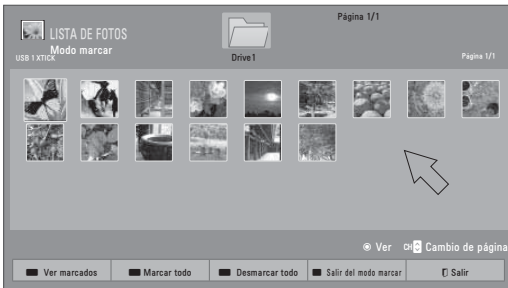 Página 1/1
LISTA DE FOTOS
Modo marcar
USB 1 XTICK
Drive1
Página 1/1
Ver CH Cambio de página
Ver marcados
Marcar todo
Desmarcar todo
Salir del modo marcar
Salir